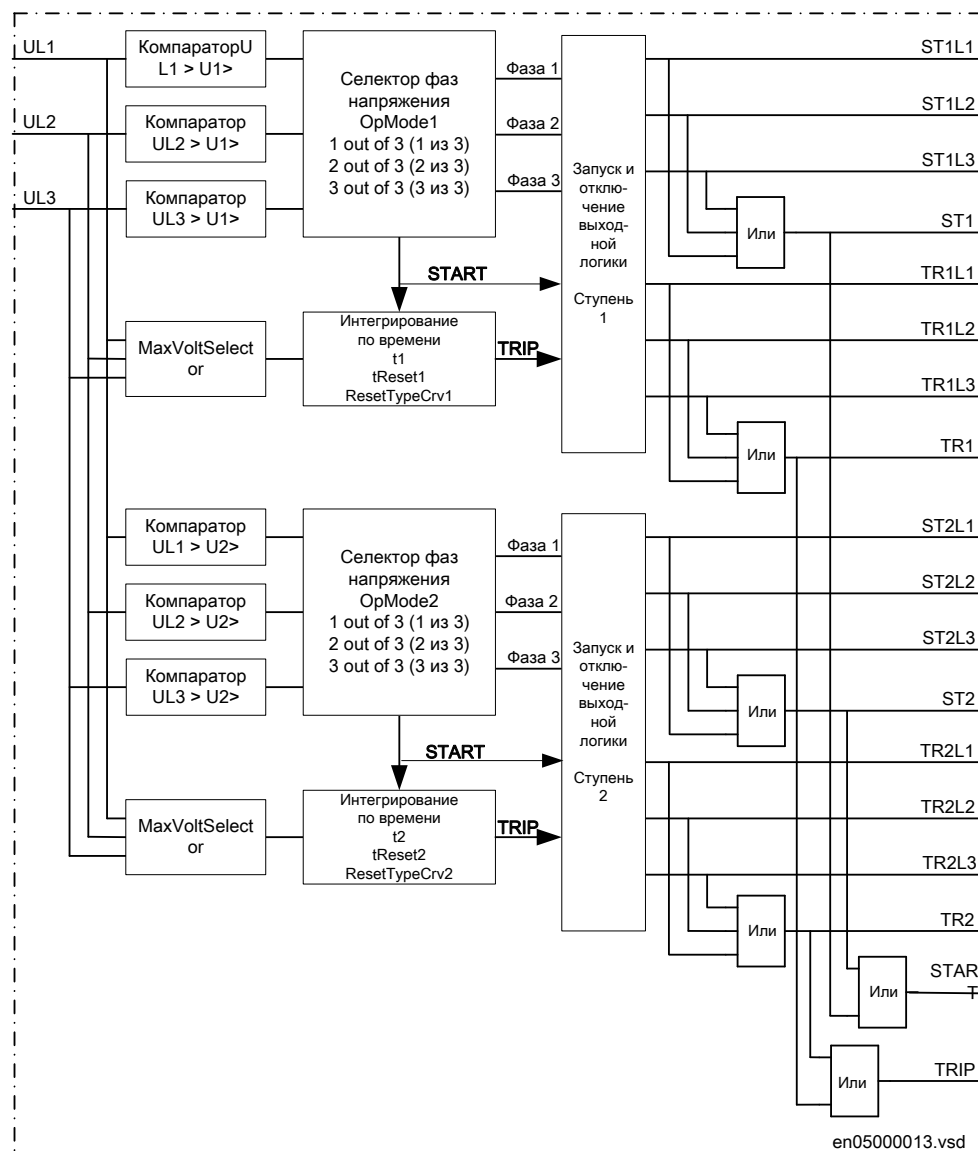 UL1
КомпараторU
L1 > U1>
UL2
Компаратор
UL2 > U1>
UL3
Компаратор
UL3 > U1>
Селектор фаз
напряжения
OpMode1
1 out of 3 (1 из 3)
2 out of 3 (2 из 3)
3 out of 3 (3 из 3)
Фаза 1
Фаза 2
Фаза 3
START
MaxVoltSelect
or
Интегрирование
по времени
t1
tReset1
ResetTypeCrv1
TRIP
Запуск и
отклю-
чение
выход-
ной
логики
Ступень
1
ST1L1
ST1L2
ST1L3
Или
ST1
TR1L1
TR1L2
TR1L3
Или
TR1
Компаратор
UL1 > U2>
Компаратор
UL2 > U2>
Компаратор
UL3 > U2>
Селектор фаз
напряжения
OpMode2
1 out of 3 (1 из 3)
2 out of 3 (2 из 3)
3 out of 3 (3 из 3)
Фаза 1
Фаза 2
Фаза 3
START
MaxVoltSelect
or
Интегрирование
по времени
t2
tReset2
ResetTypeCrv2
TRIP
Запуск и
отклю-
чение
выход-
ной
логики
Ступень
2
ST2L1
ST2L2
ST2L3
Или
ST2
TR2L1
TR2L2
TR2L3
Или
TR2
Или
STAR
T
Или
TRIP
en05000013.vsd